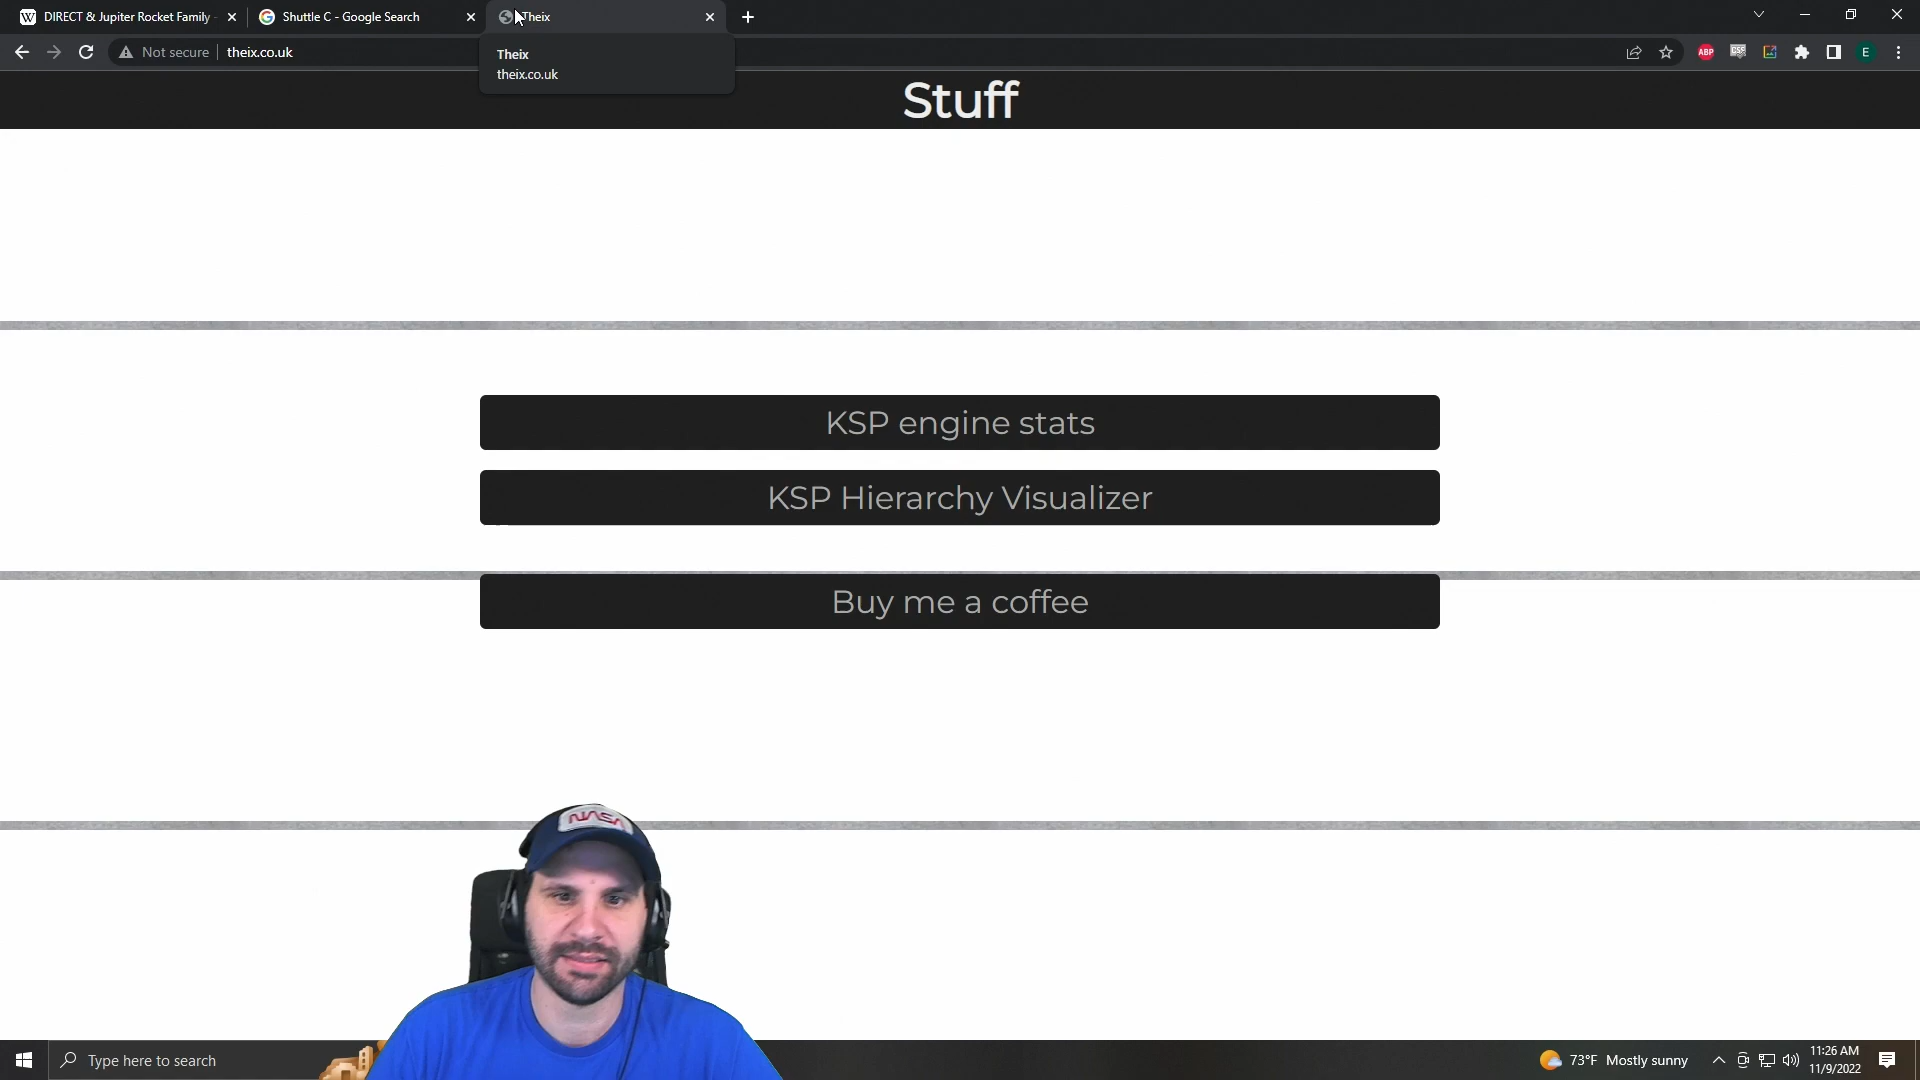 DIRECT & Jupiter Rocket Family -
Shuttle C - Google Search
Theix
Not secure
theix.co.uk
Theix
theix.co.uk
ABP
CSP
E
Stuff
KSP engine stats
KSP Hierarchy Visualizer
Buy me a coffee
NASA
Type here to search
73°F Mostly sunny
11:26 AM
11/9/2022